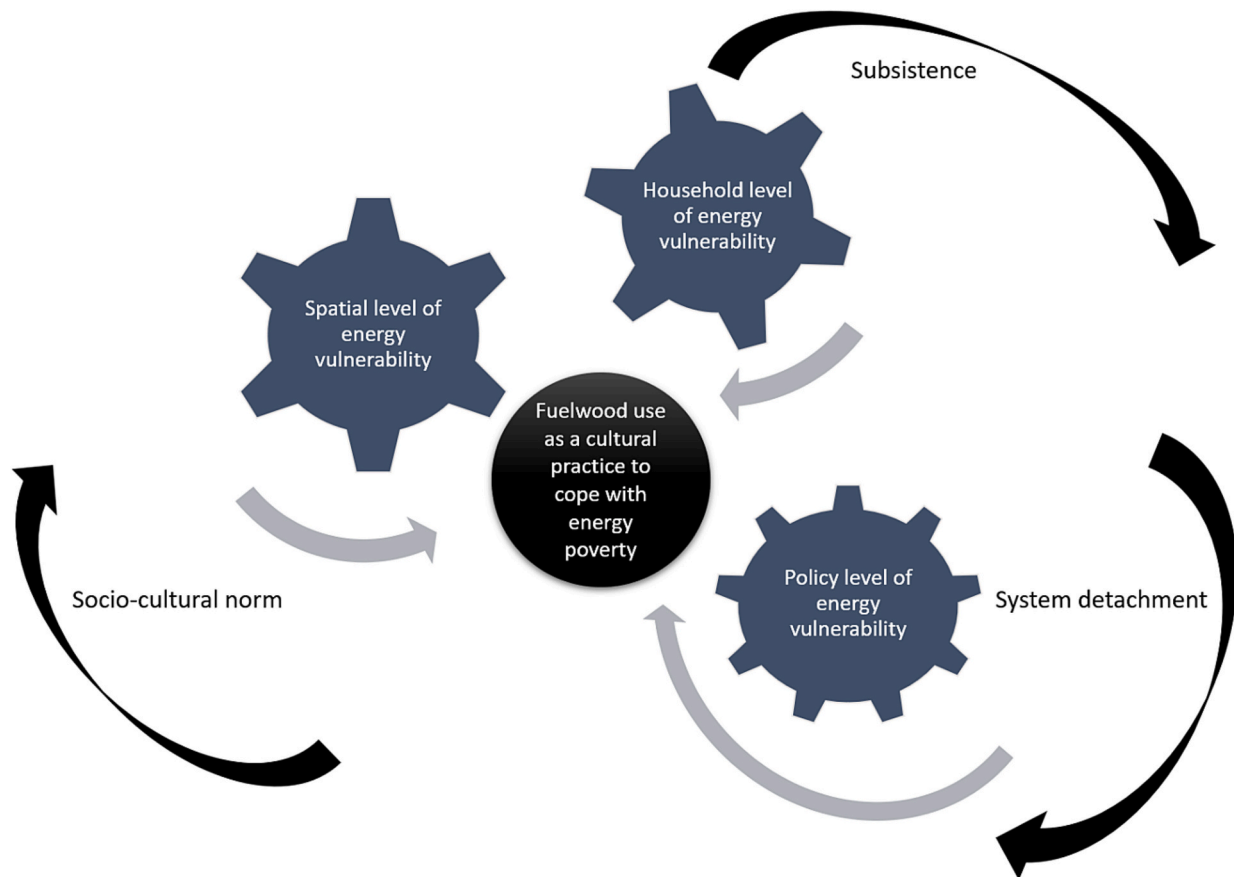 Subsistence
Household level
of energy
vulnerability
Spatial level of
energy
vulnerability
Fuelwood use
as a cultural
practice to
cope with
energy
poverty
Policy level of
energy
vulnerability
System detachment
Socio-cultural norm